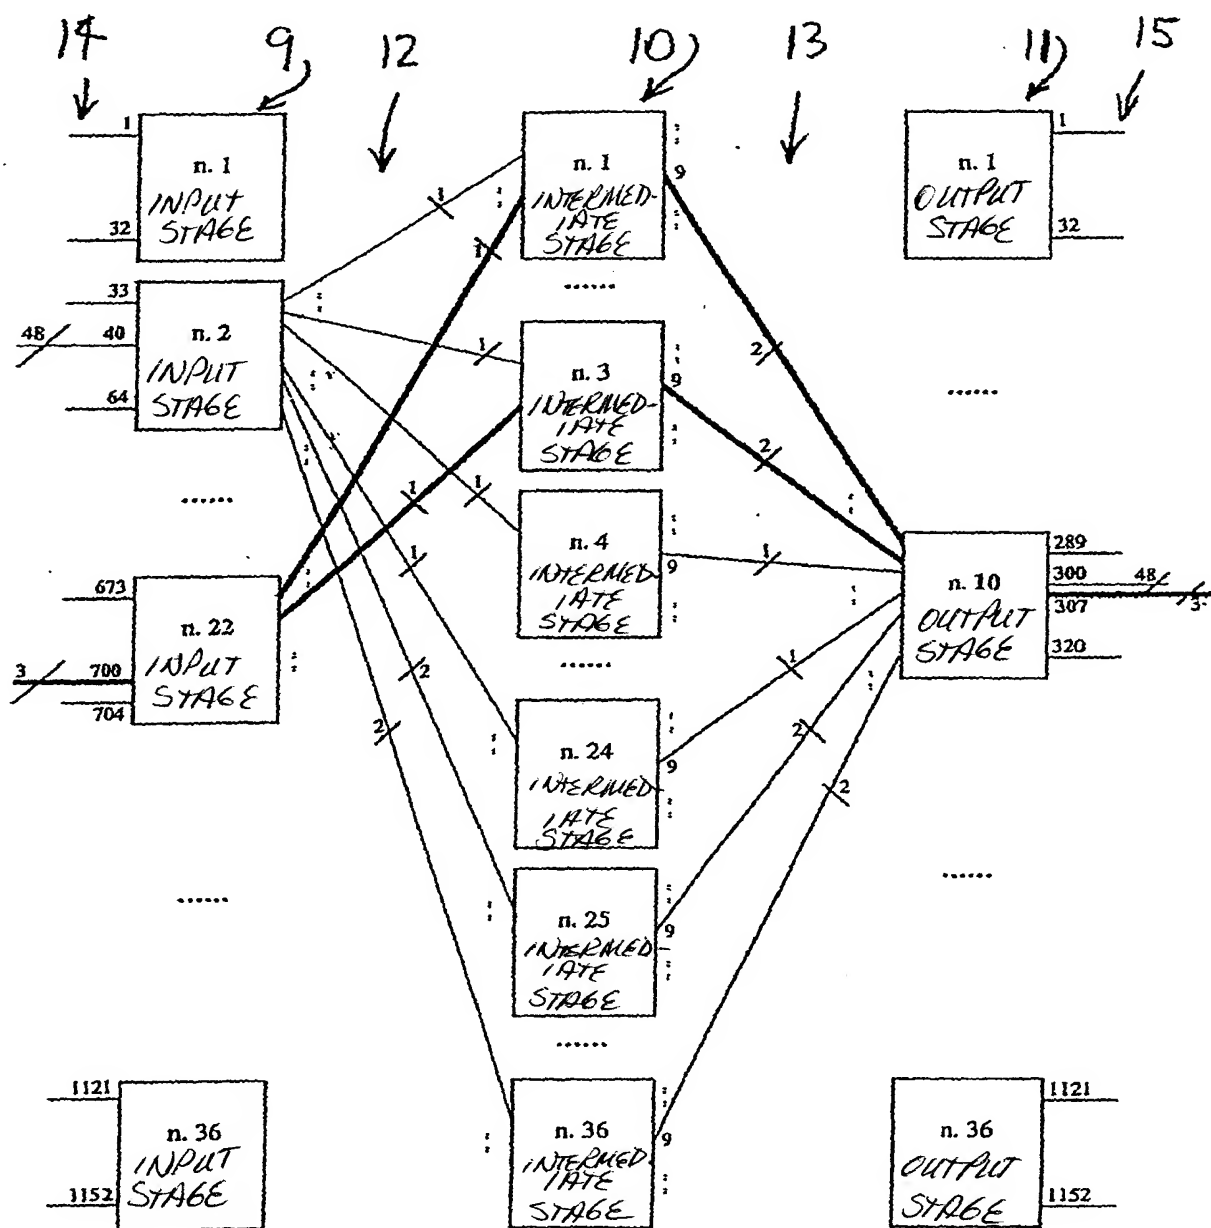 14
9
12
10
13
11
15
1
n. 1
INPUT
STAGE
32
33
48
40
n. 2
INPUT
STAGE
64
......
673
n. 22
INPUT
STAGE
3
700
704
......
1121
n. 36
INPUT
STAGE
1152
1
1
1
1
1
1
2
2
n. 1
INTERMED-
IATE
STAGE
9
......
n. 3
INTERMED-
IATE
STAGE
9
n. 4
INTERMED-
IATE
STAGE
9
......
n. 24
INTERMED-
IATE
STAGE
9
n. 25
INTERMED
IATE
STAGE
9
......
n. 36
INTERMED.
IATE
STAGE
9
2
2
1
1
2
2
n. 1
OUTPUT
STAGE
1
32
......
n. 10
OUTPUT
STAGE
289
300
48
307
3
320
......
n. 36
OUTPUT
STAGE
1121
1152